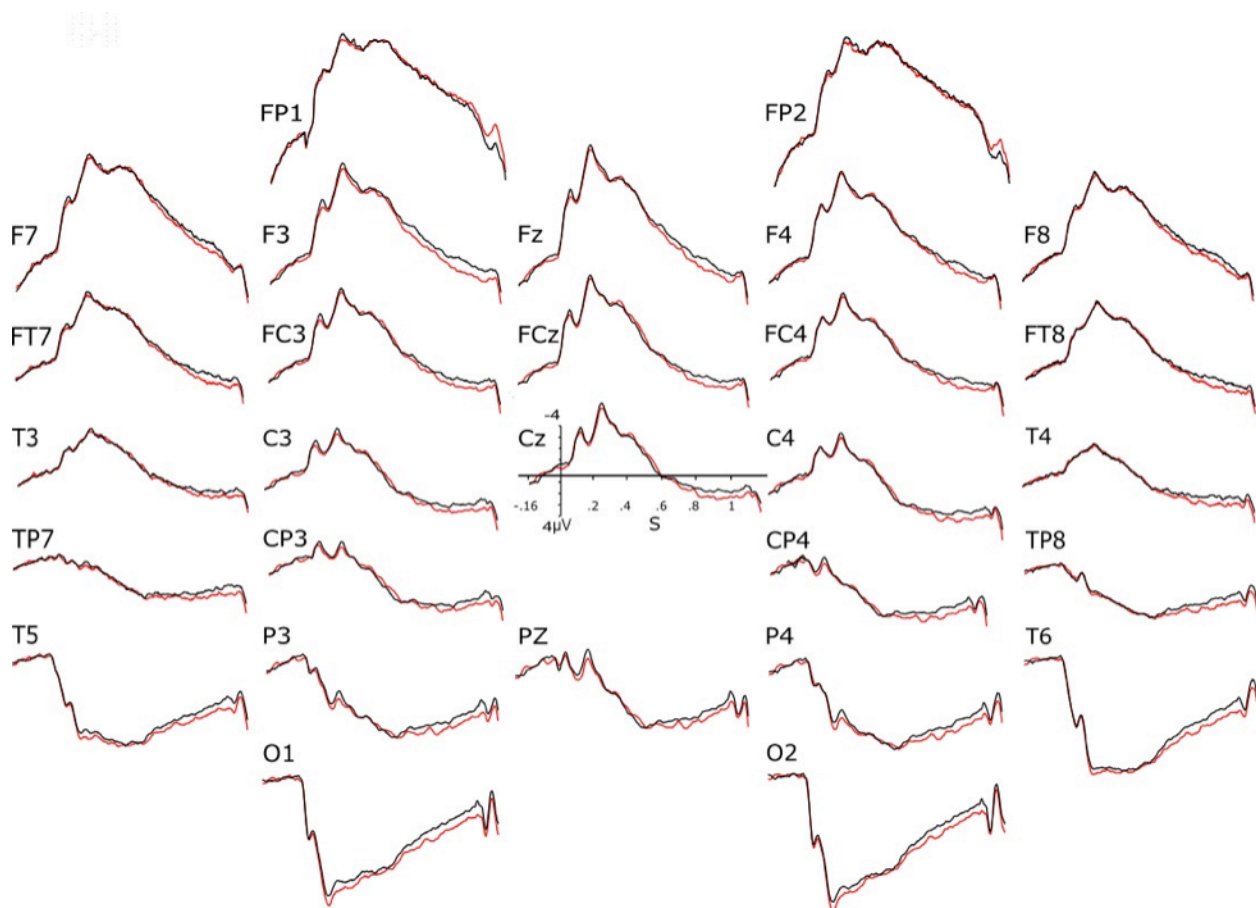 FP1 FP2
F7 F3 Fz F4 F8
FT7 FC3 FCz FC4 FT8
T3 C3 Cz C4 T4
-4
-.16 .2 .4 .6 .8 1
4μV S
TP7 CP3 CP4 TP8
T5 P3 PZ P4 T6
O1 O2